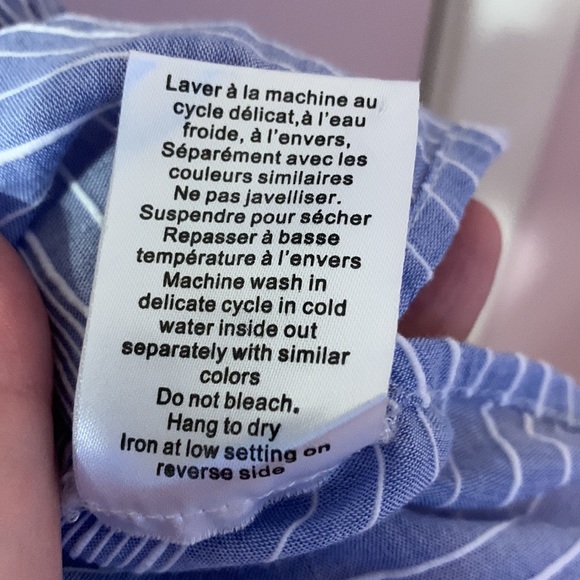 Laver à la machine au
cycle délicat,à l'eau
froide, à l'envers,
Séparément avec les
couleurs similaires
Ne pas javelliser.
Suspendre pour sécher
Repasser à basse
température à l'envers
Machine wash in
delicate cycle in cold
water inside out
separately with similar
colors
Do not bleach.
Hang to dry
Iron at low setting on
reverse side